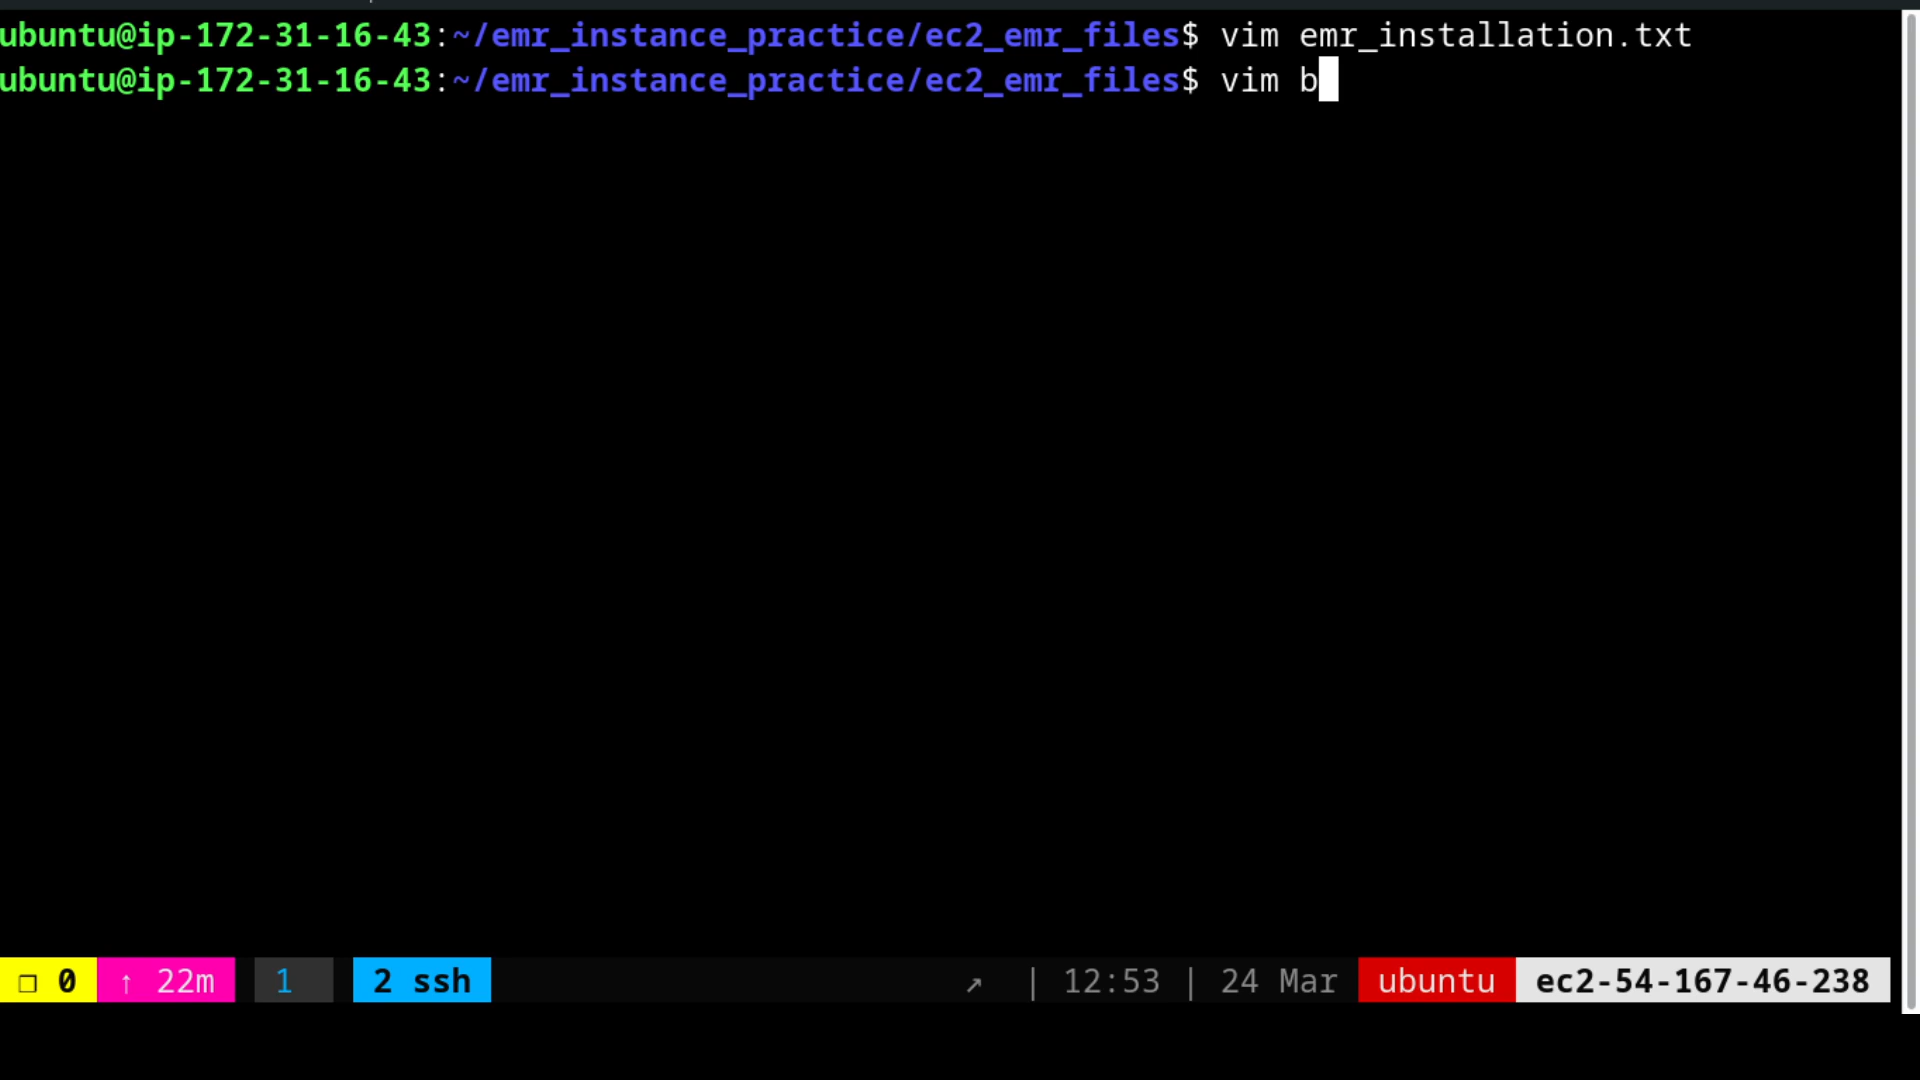 ubuntu@ip-172-31-16-43:~/emr_instance_practice/ec2_emr_files$ vim emr_installation.txt
ubuntu@ip-172-31-16-43:~/emr_instance_practice/ec2_emr_files$ vim b
❐ 0 ↑ 22m 1 2 ssh ↗ | 12:53 | 24 Mar ubuntu ec2-54-167-46-238